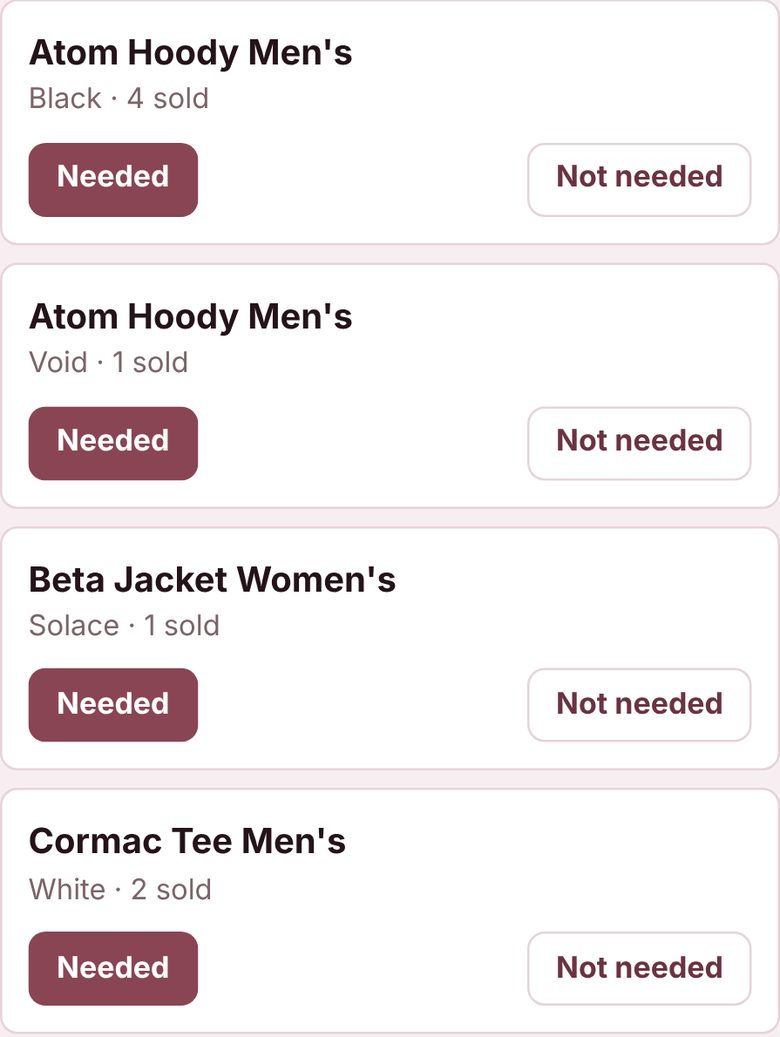 Atom Hoody Men's
Black · 4 sold
Needed
Not needed
Atom Hoody Men's
Void · 1 sold
Needed
Not needed
Beta Jacket Women's
Solace · 1 sold
Needed
Not needed
Cormac Tee Men's
White · 2 sold
Needed
Not needed